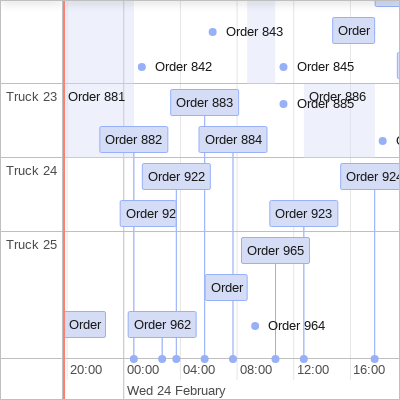 Order 843
Order
Order 842
Order 845
Truck 23
Order 881
Order 883
Order 886
Order 885
Order 882
Order 884
Truck 24
Order 922
Order 924
Order 92
Order 923
Truck 25
Order 965
Order
Order
Order 962
Order 964
20:00
00:00
04:00
08:00
12:00
16:00
Wed 24 February